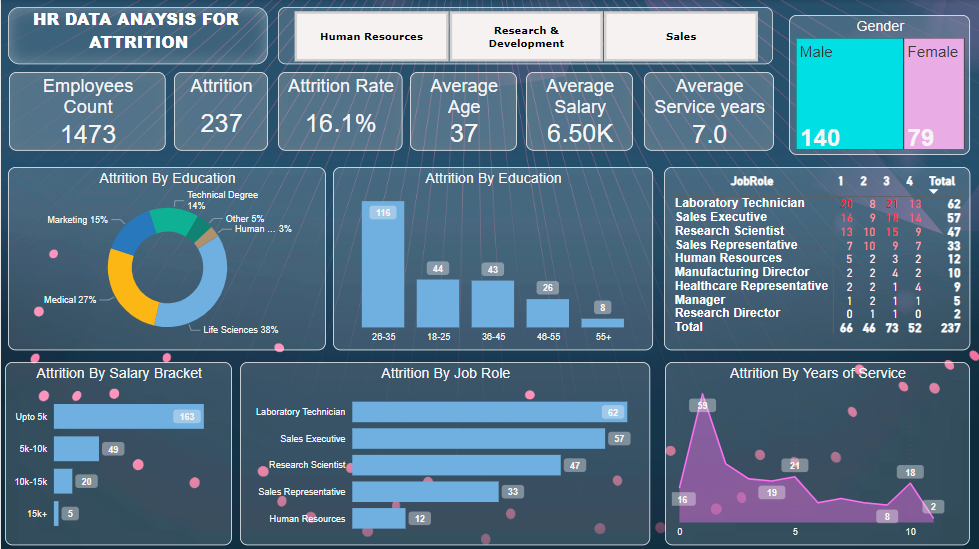 HR DATA ANAYSIS FOR
ATTRITION
Human Resources
Research &
Development
Sales
Gender
Male
Female
140
79
Employees
Count
1473
Attrition
237
Attrition Rate
16.1%
Average
Age
37
Average
Salary
6.50K
Average
Service years
7.0
Attrition By Education
Technical Degree
14%
Marketing 15%
Other 5%
Human ... 3%
Medical 27%
Life Sciences 38%
Attrition By Education
116
44
43
26
8
26-35
18-25
36-45
46-55
55+
JobRole 1 2 3 4 Total
Laboratory Technician 20 8 21 13 62
Sales Executive 16 9 18 14 57
Research Scientist 13 10 15 9 47
Sales Representative 7 10 9 7 33
Human Resources 5 2 3 2 12
Manufacturing Director 2 2 4 2 10
Healthcare Representative 2 2 1 4 9
Manager 1 2 1 1 5
Research Director 0 1 1 0 2
Total 66 46 73 52 237
Attrition By Salary Bracket
Upto 5k 163
5k-10k 49
10k-15k 20
15k+ 5
Attrition By Job Role
Laboratory Technician 62
Sales Executive 57
Research Scientist 47
Sales Representative 33
Human Resources 12
Attrition By Years of Service
59
21
18
16
19
8
2
0 5 10